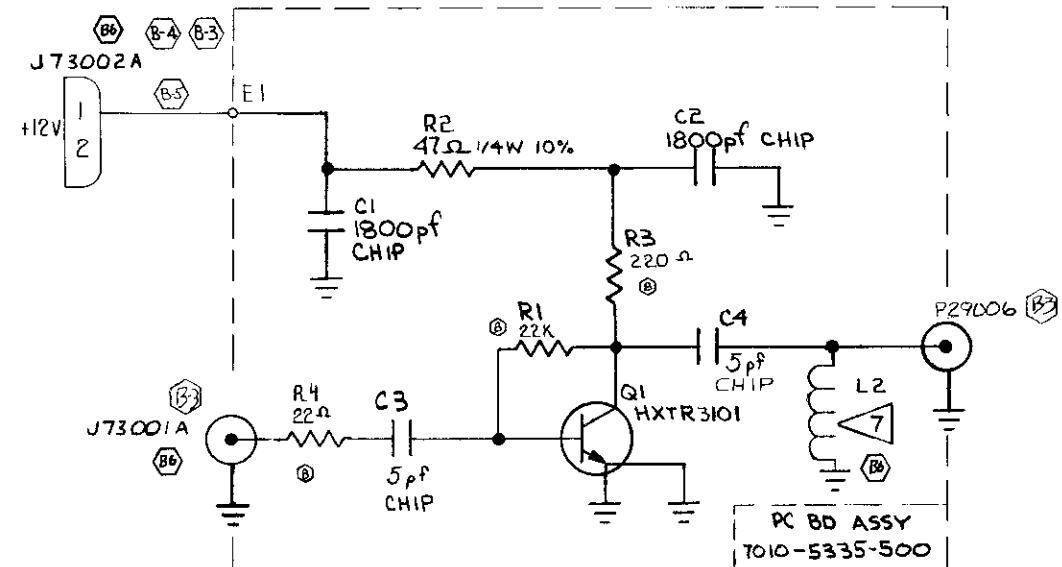 B6 B-4 B-3
J73002A
B-5
E1
+12V
1
2
R2
47Ω 1/4W 10%
C2
1800pf CHIP
C1
1800pf
CHIP
R3
220 Ω
B
R1
22K
B
C4
5pf
CHIP
P29006 B3
Q1
HXTR3101
L2
7
B6
B-3
J73001A
B6
R4
22Ω
B
C3
5pf
CHIP
PC BD ASSY
7010-5335-500